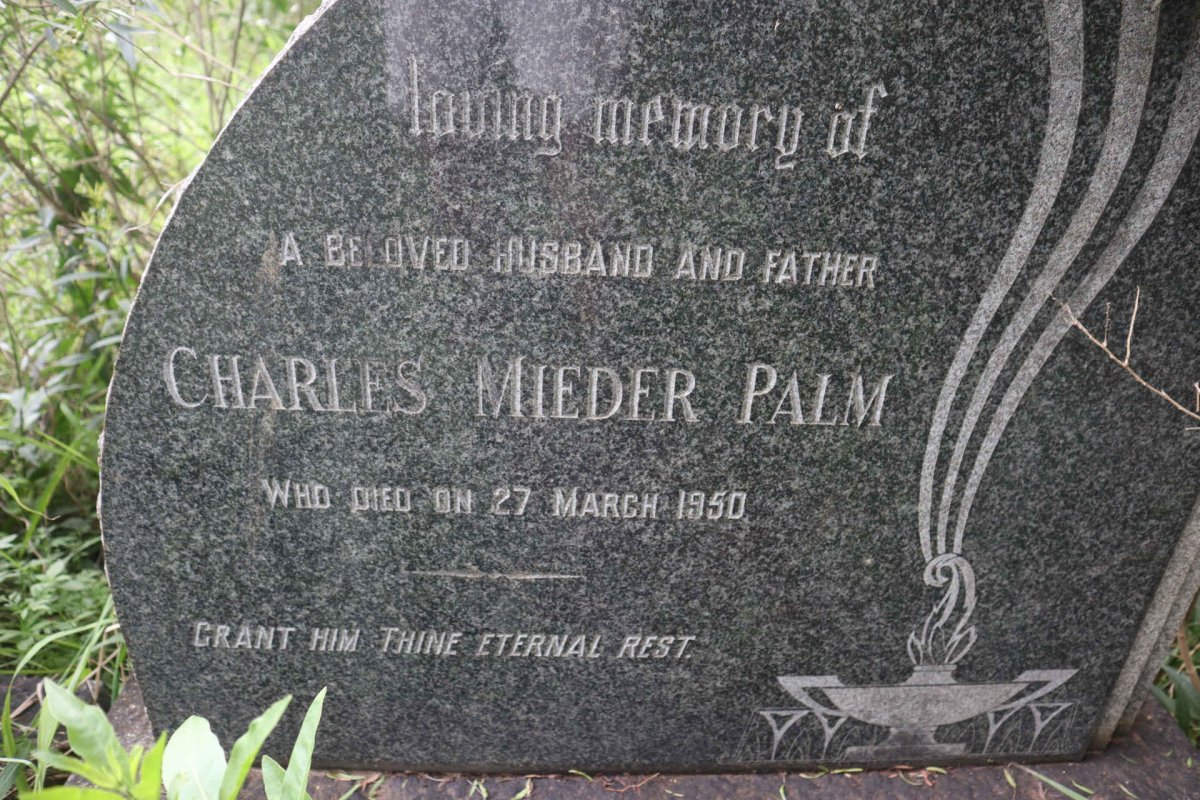 loving memory of
A BELOVED HUSBAND AND FATHER
CHARLES MIEDER PALM
WHO DIED ON 27 MARCH 1950
GRANT HIM THINE ETERNAL REST.